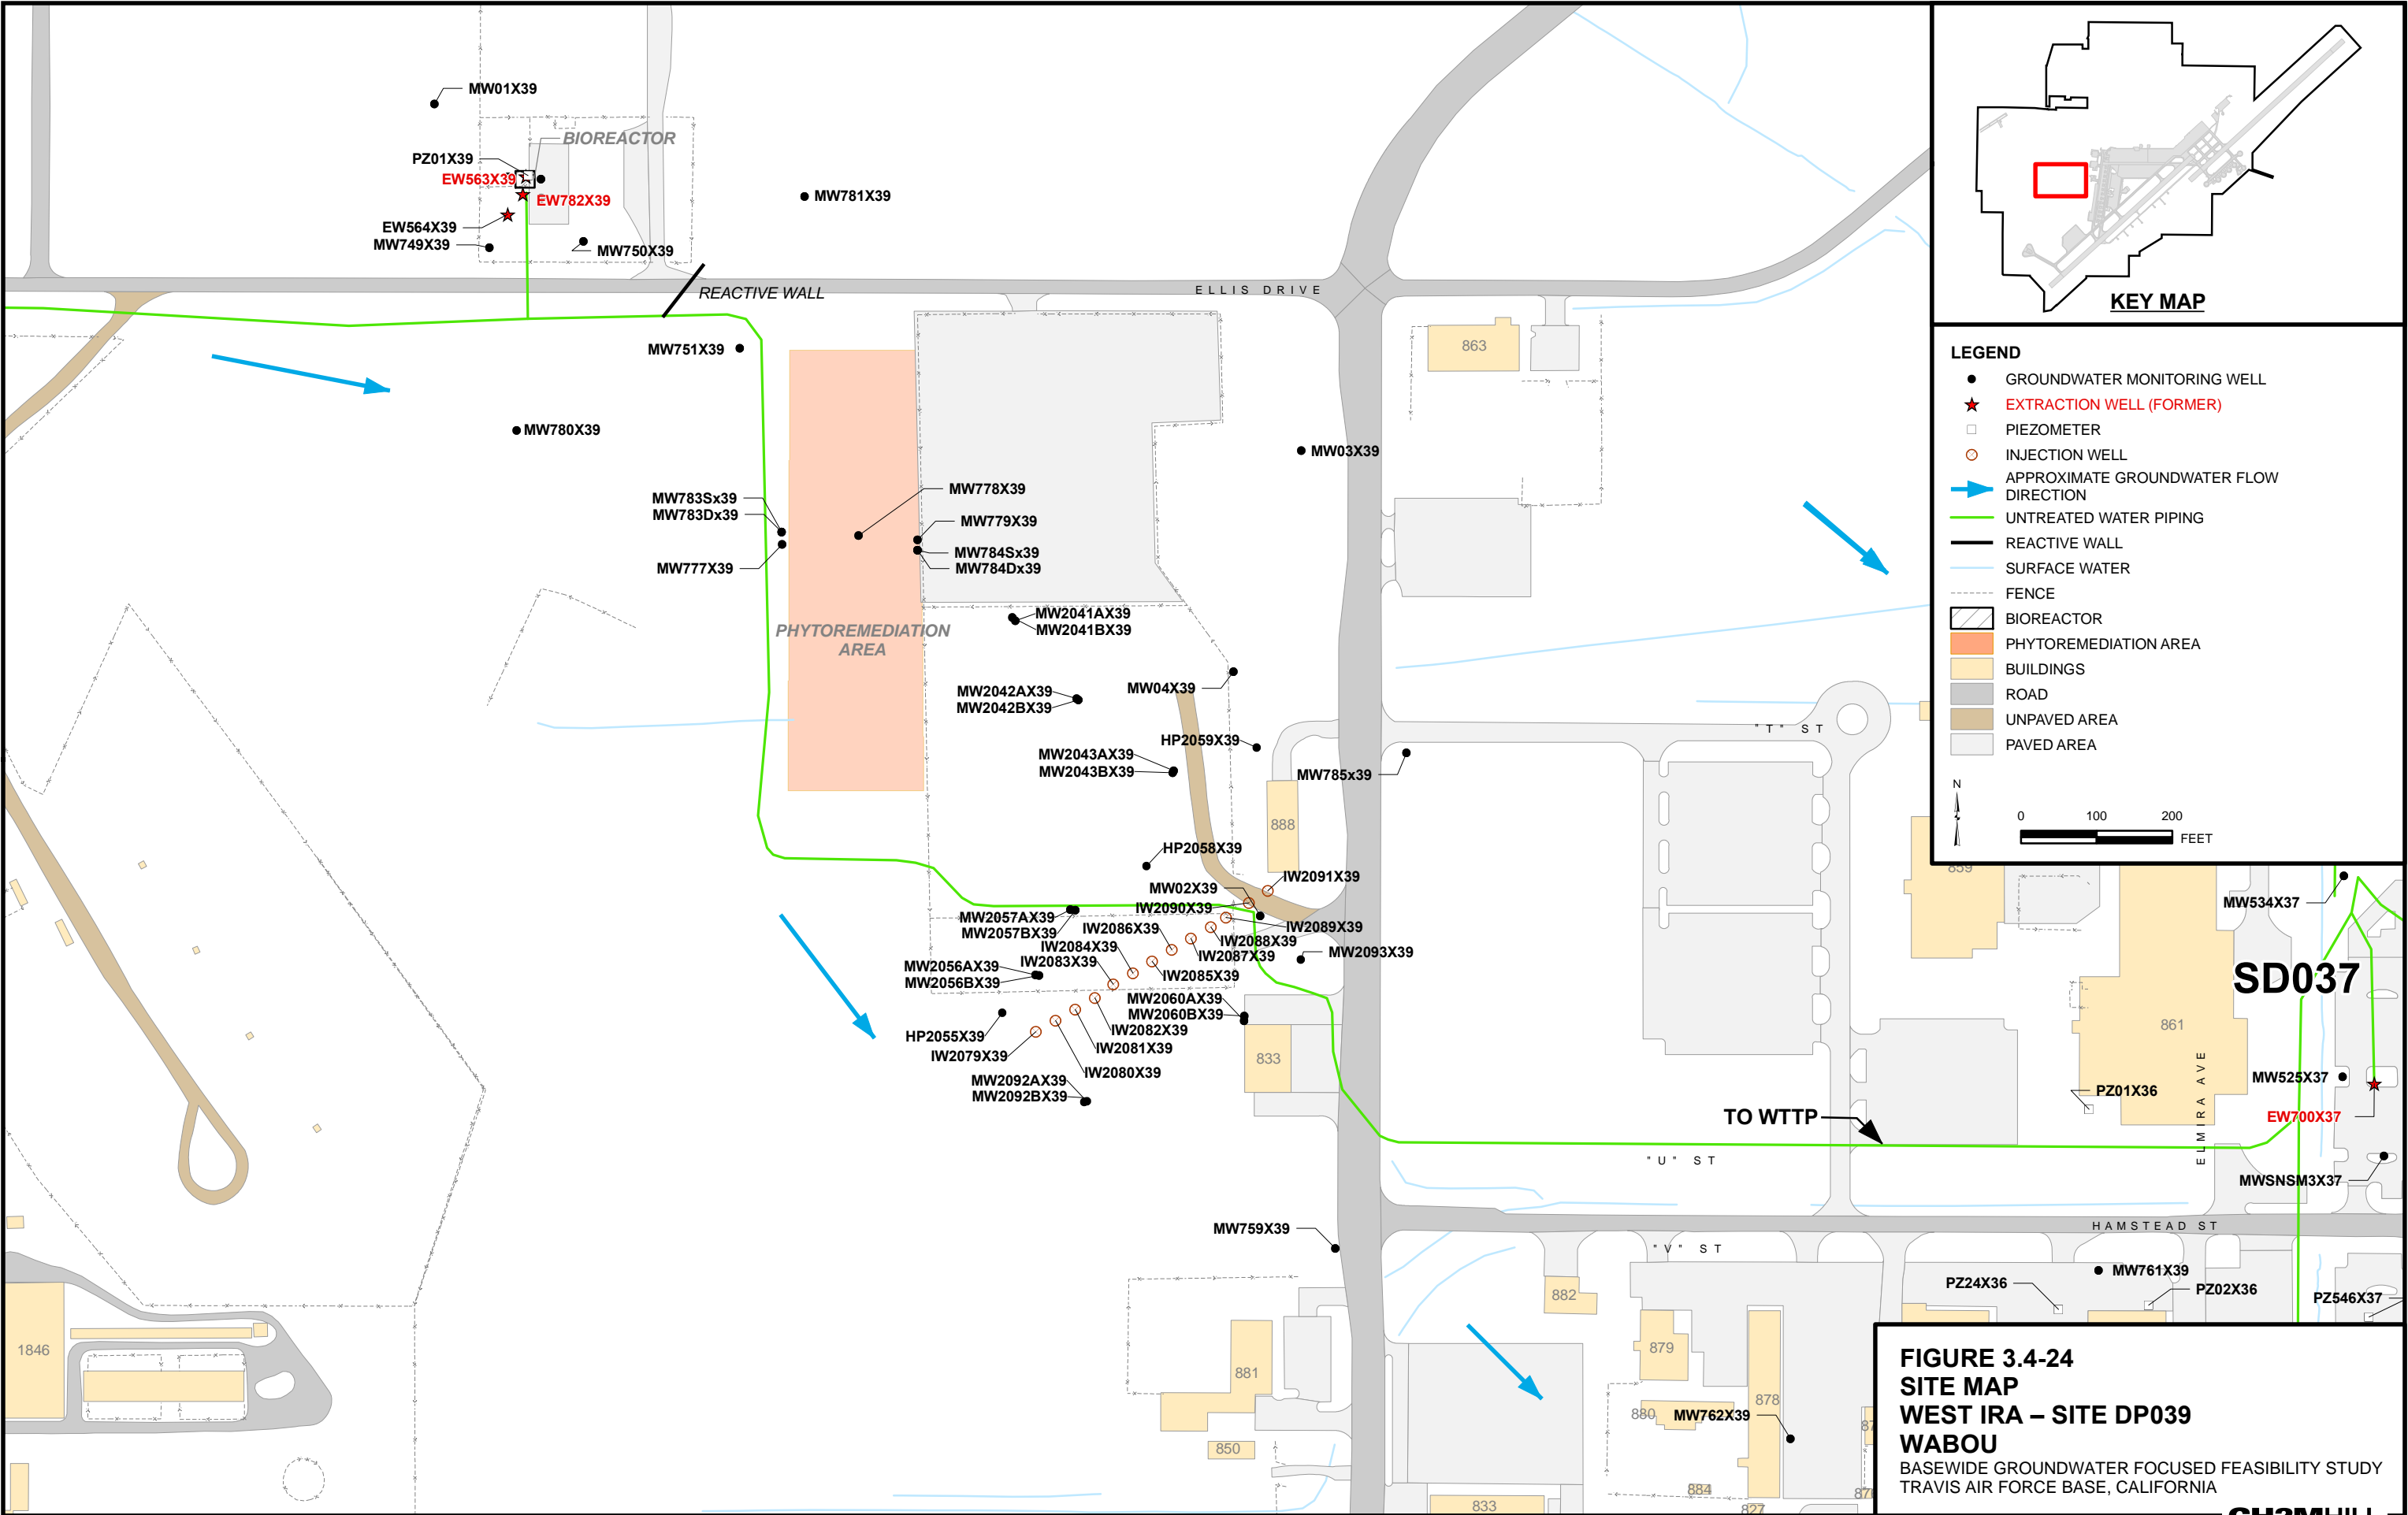 MW01X39
BIOREACTOR
PZ01X39
EW563X39
EW782X39
EW564X39
MW749X39
MW750X39
MW781X39
REACTIVE WALL
ELLIS DRIVE
MW751X39
863
MW780X39
MW03X39
MW778X39
MW783Sx39
MW783Dx39
MW779X39
MW784Sx39
MW784Dx39
MW777X39
PHYTOREMEDIATION
AREA
MW2041AX39
MW2041BX39
MW2042AX39
MW2042BX39
MW04X39
"T" ST
HP2059X39
MW2043AX39
MW2043BX39
MW785x39
888
HP2058X39
IW2091X39
MW02X39
IW2090X39
MW2057AX39
MW2057BX39
IW2086X39
IW2089X39
IW2088X39
IW2084X39
IW2087X39
MW2093X39
IW2083X39
MW2056AX39
MW2056BX39
IW2085X39
MW2060AX39
MW2060BX39
HP2055X39
IW2082X39
IW2079X39
IW2081X39
IW2080X39
833
MW2092AX39
MW2092BX39
859
MW534X37
SD037
861
ELMIRA AVE
MW525X37
PZ01X36
EW700X37
TO WTTP
"U" ST
MWSNSM3X37
HAMSTEAD ST
MW759X39
"V" ST
MW761X39
PZ24X36
PZ02X36
PZ546X37
882
1846
879
881
878
880
MW762X39
850
884
833
827
KEY MAP
LEGEND
GROUNDWATER MONITORING WELL
EXTRACTION WELL (FORMER)
PIEZOMETER
INJECTION WELL
APPROXIMATE GROUNDWATER FLOW
DIRECTION
UNTREATED WATER PIPING
REACTIVE WALL
SURFACE WATER
FENCE
BIOREACTOR
PHYTOREMEDIATION AREA
BUILDINGS
ROAD
UNPAVED AREA
PAVED AREA
N
0 100 200
FEET
FIGURE 3.4-24
SITE MAP
WEST IRA – SITE DP039
WABOU
BASEWIDE GROUNDWATER FOCUSED FEASIBILITY STUDY
TRAVIS AIR FORCE BASE, CALIFORNIA
CH2MHILL